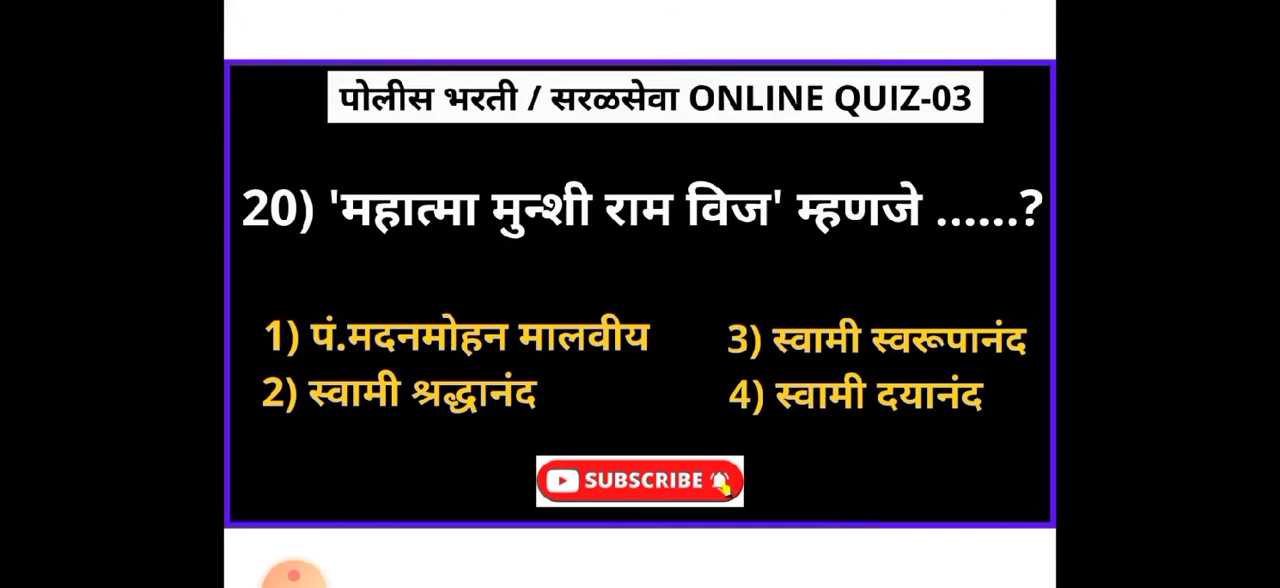 पोलीस भरती / सरळसेवा ONLINE QUIZ-03
20) 'महात्मा मुन्शी राम विज' म्हणजे ......?
1) पं.मदनमोहन मालवीय
2) स्वामी श्रद्धानंद
3) स्वामी स्वरूपानंद
4) स्वामी दयानंद
SUBSCRIBE